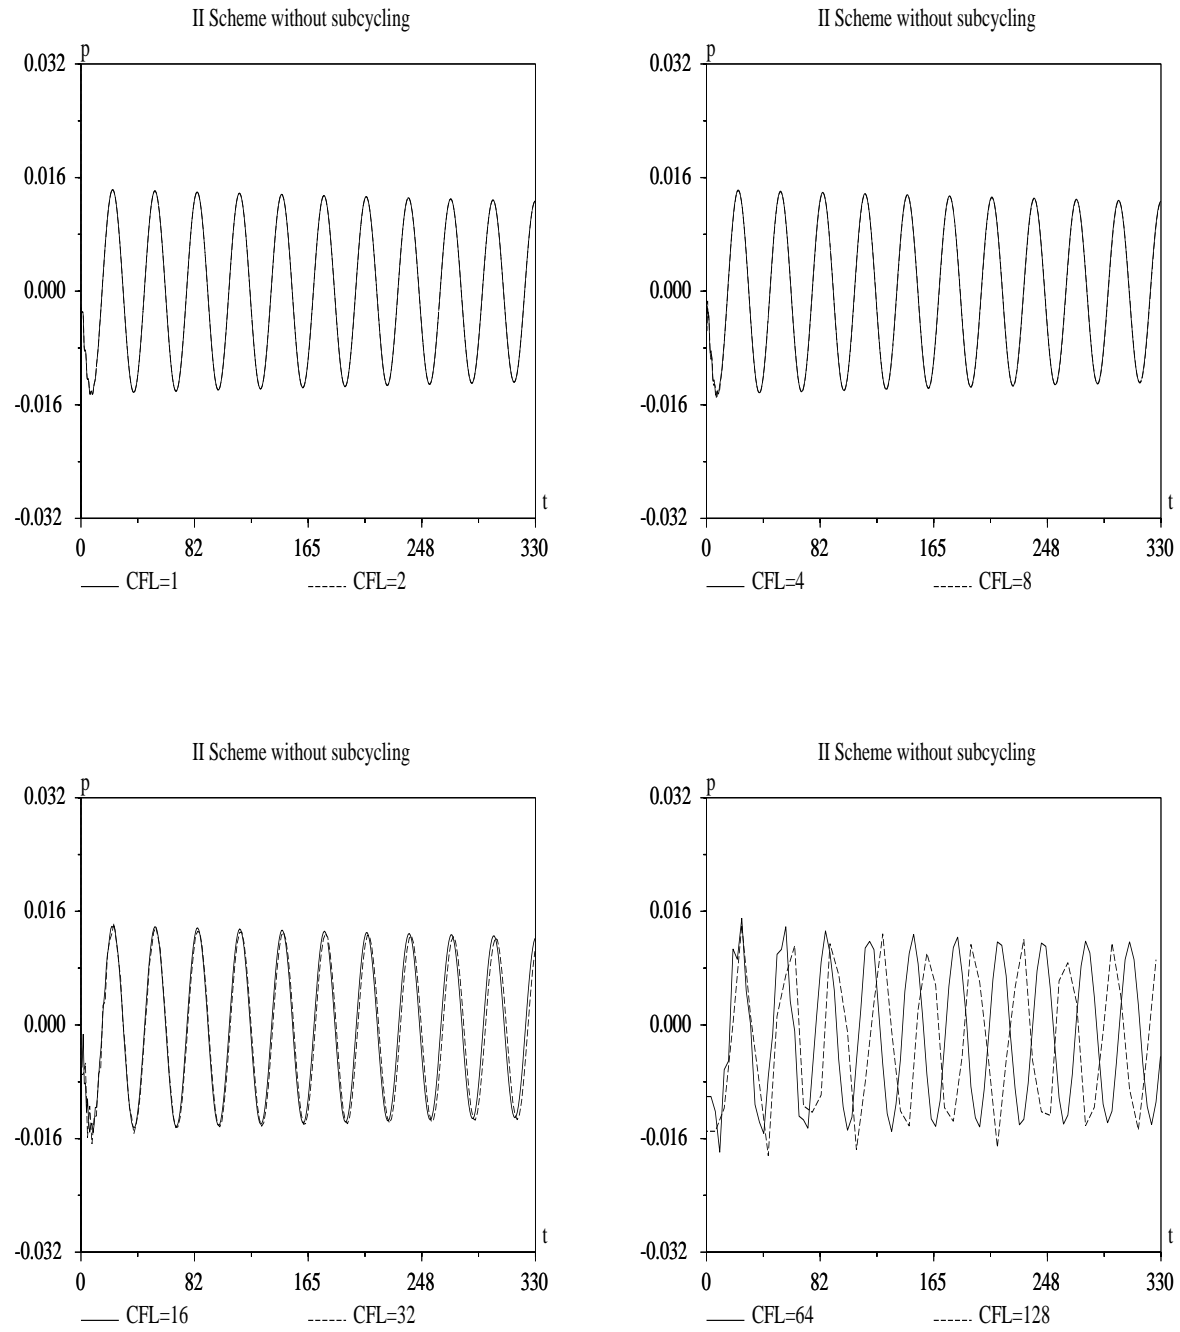 II Scheme without subcycling
p
0.032
0.016
0.000
-0.016
-0.032
t
0 82 165 248 330
CFL=1 CFL=2
II Scheme without subcycling
p
0.032
0.016
0.000
-0.016
-0.032
t
0 82 165 248 330
CFL=4 CFL=8
II Scheme without subcycling
p
0.032
0.016
0.000
-0.016
-0.032
t
0 82 165 248 330
CFL=16 CFL=32
II Scheme without subcycling
p
0.032
0.016
0.000
-0.016
-0.032
t
0 82 165 248 330
CFL=64 CFL=128